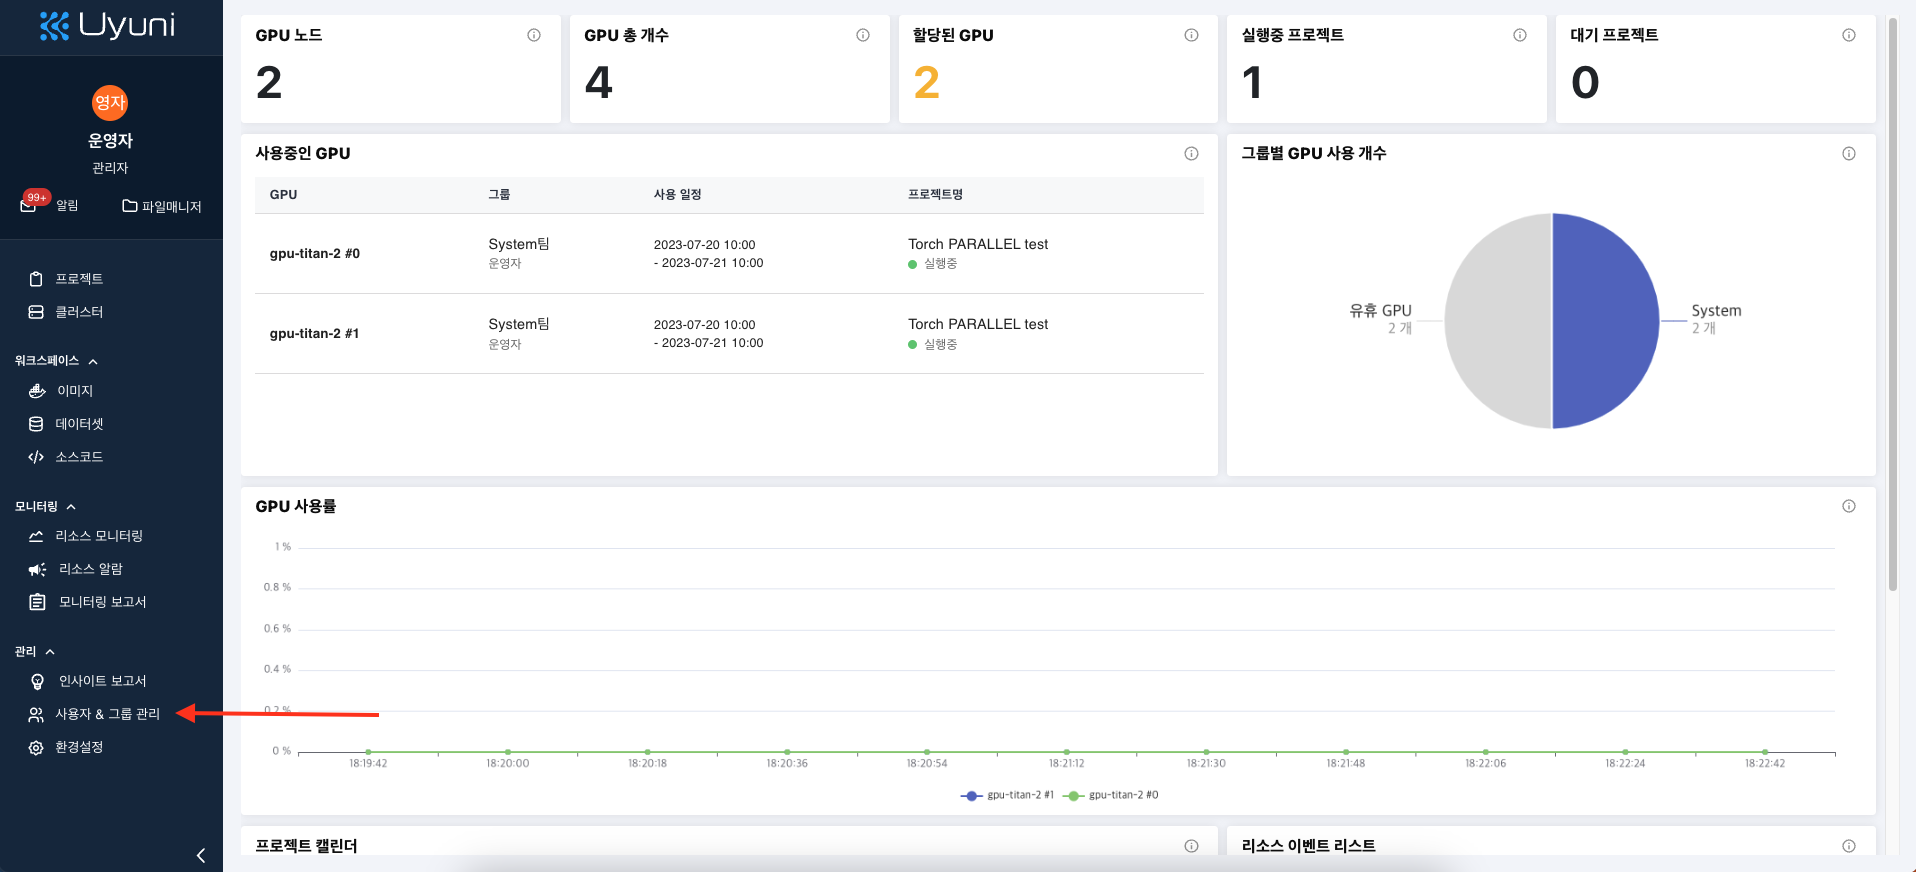 Uyuni
영자
운영자
관리자
99+
알림
파일매니저
프로젝트
클러스터
워크스페이스
이미지
데이터셋
소스코드
모니터링
리소스 모니터링
리소스 알람
모니터링 보고서
관리
인사이트 보고서
사용자 & 그룹 관리
환경설정
GPU 노드
2
GPU 총 개수
4
할당된 GPU
2
실행중 프로젝트
1
대기 프로젝트
0
사용중인 GPU
GPU 그룹 사용 일정 프로젝트명
gpu-titan-2 #0
System팀
운영자
2023-07-20 10:00
- 2023-07-21 10:00
Torch PARALLEL test
실행중
gpu-titan-2 #1
System팀
운영자
2023-07-20 10:00
- 2023-07-21 10:00
Torch PARALLEL test
실행중
그룹별 GPU 사용 개수
유휴 GPU
2 개
System
2 개
GPU 사용률
1 %
0.8 %
0.6 %
0.4 %
0.2 %
0 %
18:19:42 18:20:00 18:20:18 18:20:36 18:20:54 18:21:12 18:21:30 18:21:48 18:22:06 18:22:24 18:22:42
gpu-titan-2 #1 gpu-titan-2 #0
프로젝트 캘린더
리소스 이벤트 리스트